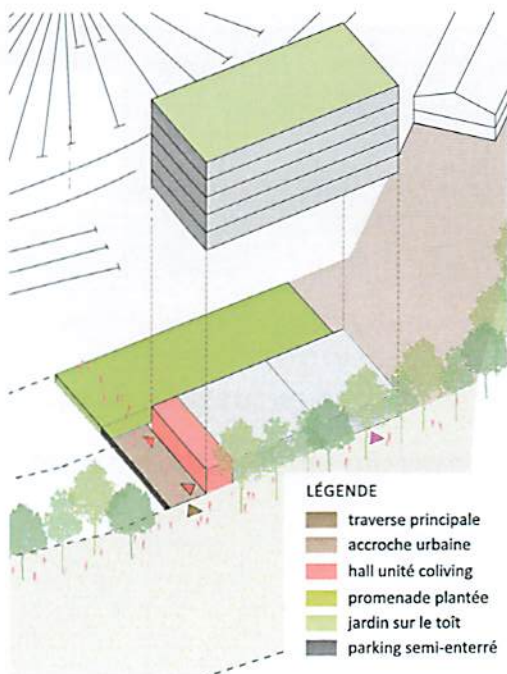 LÉGENDE
traverse principale
accroche urbaine
hall unité coliving
promenade plantée
jardin sur le toît
parking semi-enterré